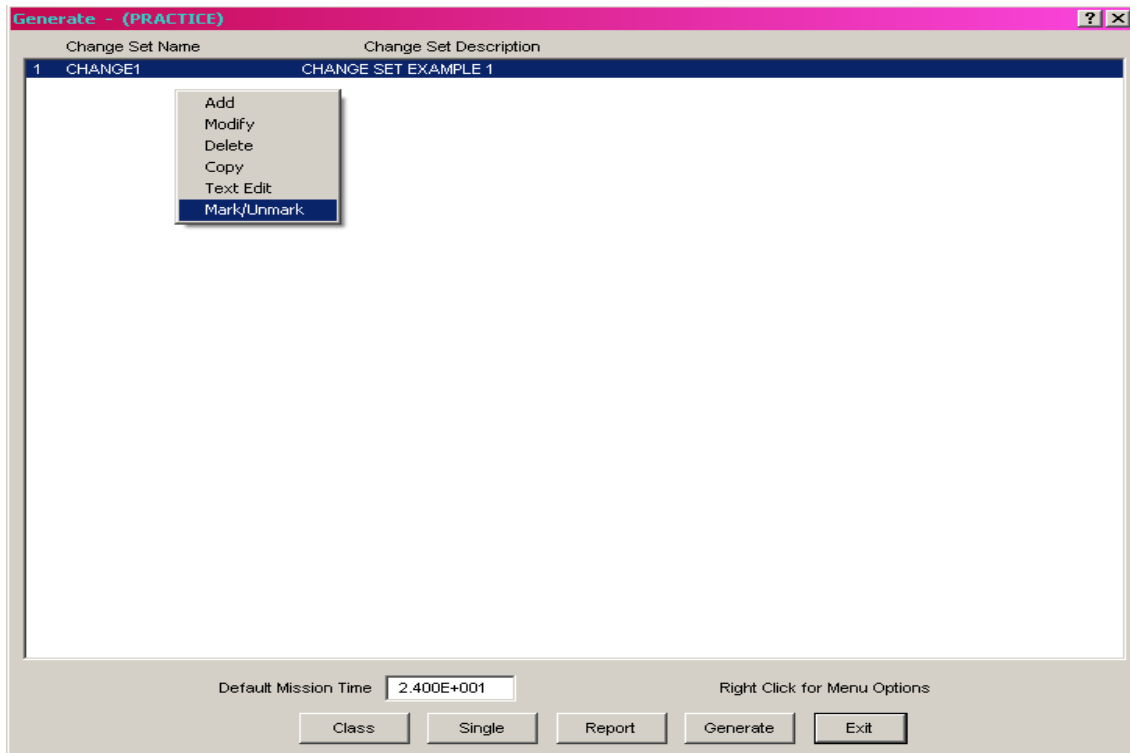 Generate - (PRACTICE)
Change Set Name Change Set Description
1 CHANGE1 CHANGE SET EXAMPLE 1
Add
Modify
Delete
Copy
Text Edit
Mark/Unmark
Default Mission Time 2.400E+001 Right Click for Menu Options
Class Single Report Generate Exit